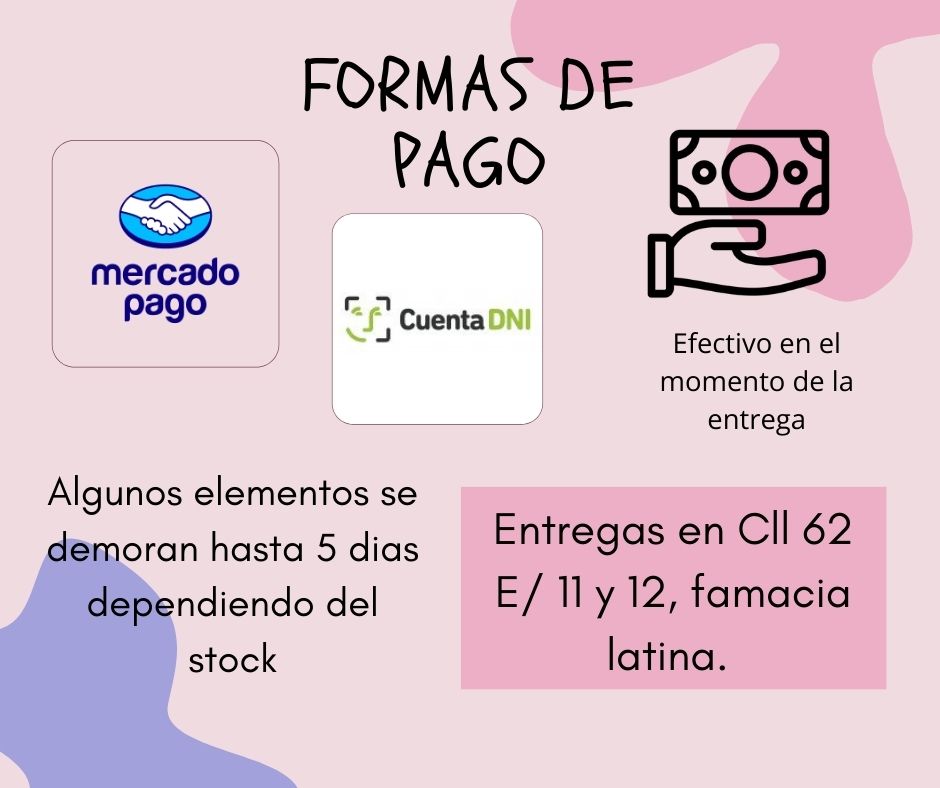 FORMAS DE
PAGO
mercado
pago
Cuenta DNI
Efectivo en el
momento de la
entrega
Algunos elementos se
demoran hasta 5 dias
dependiendo del
stock
Entregas en Cll 62
E/ 11 y 12, famacia
latina.